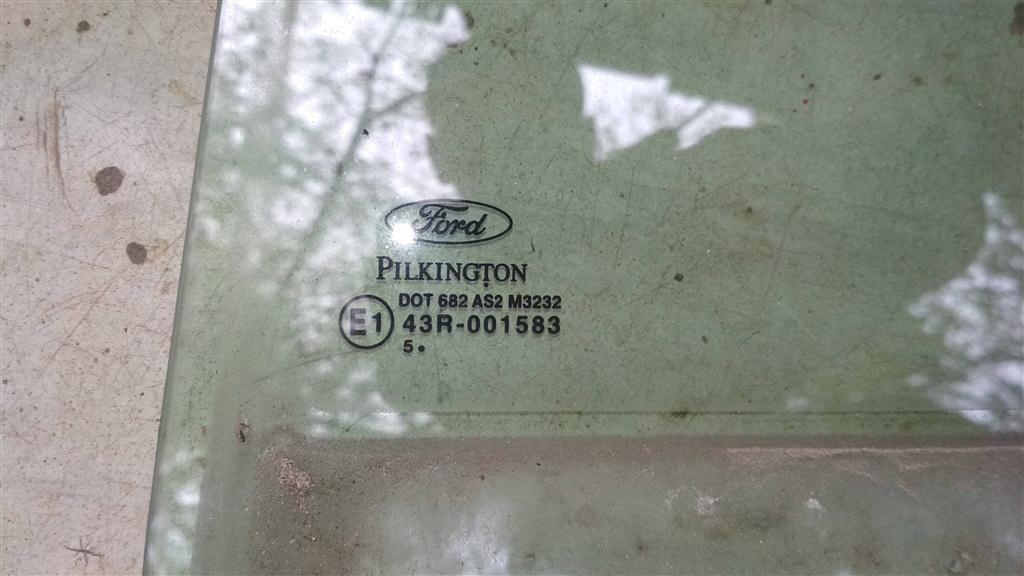 Ford
PILKINGTON
DOT 682 AS2 M3232
E1 43R-001583
5•